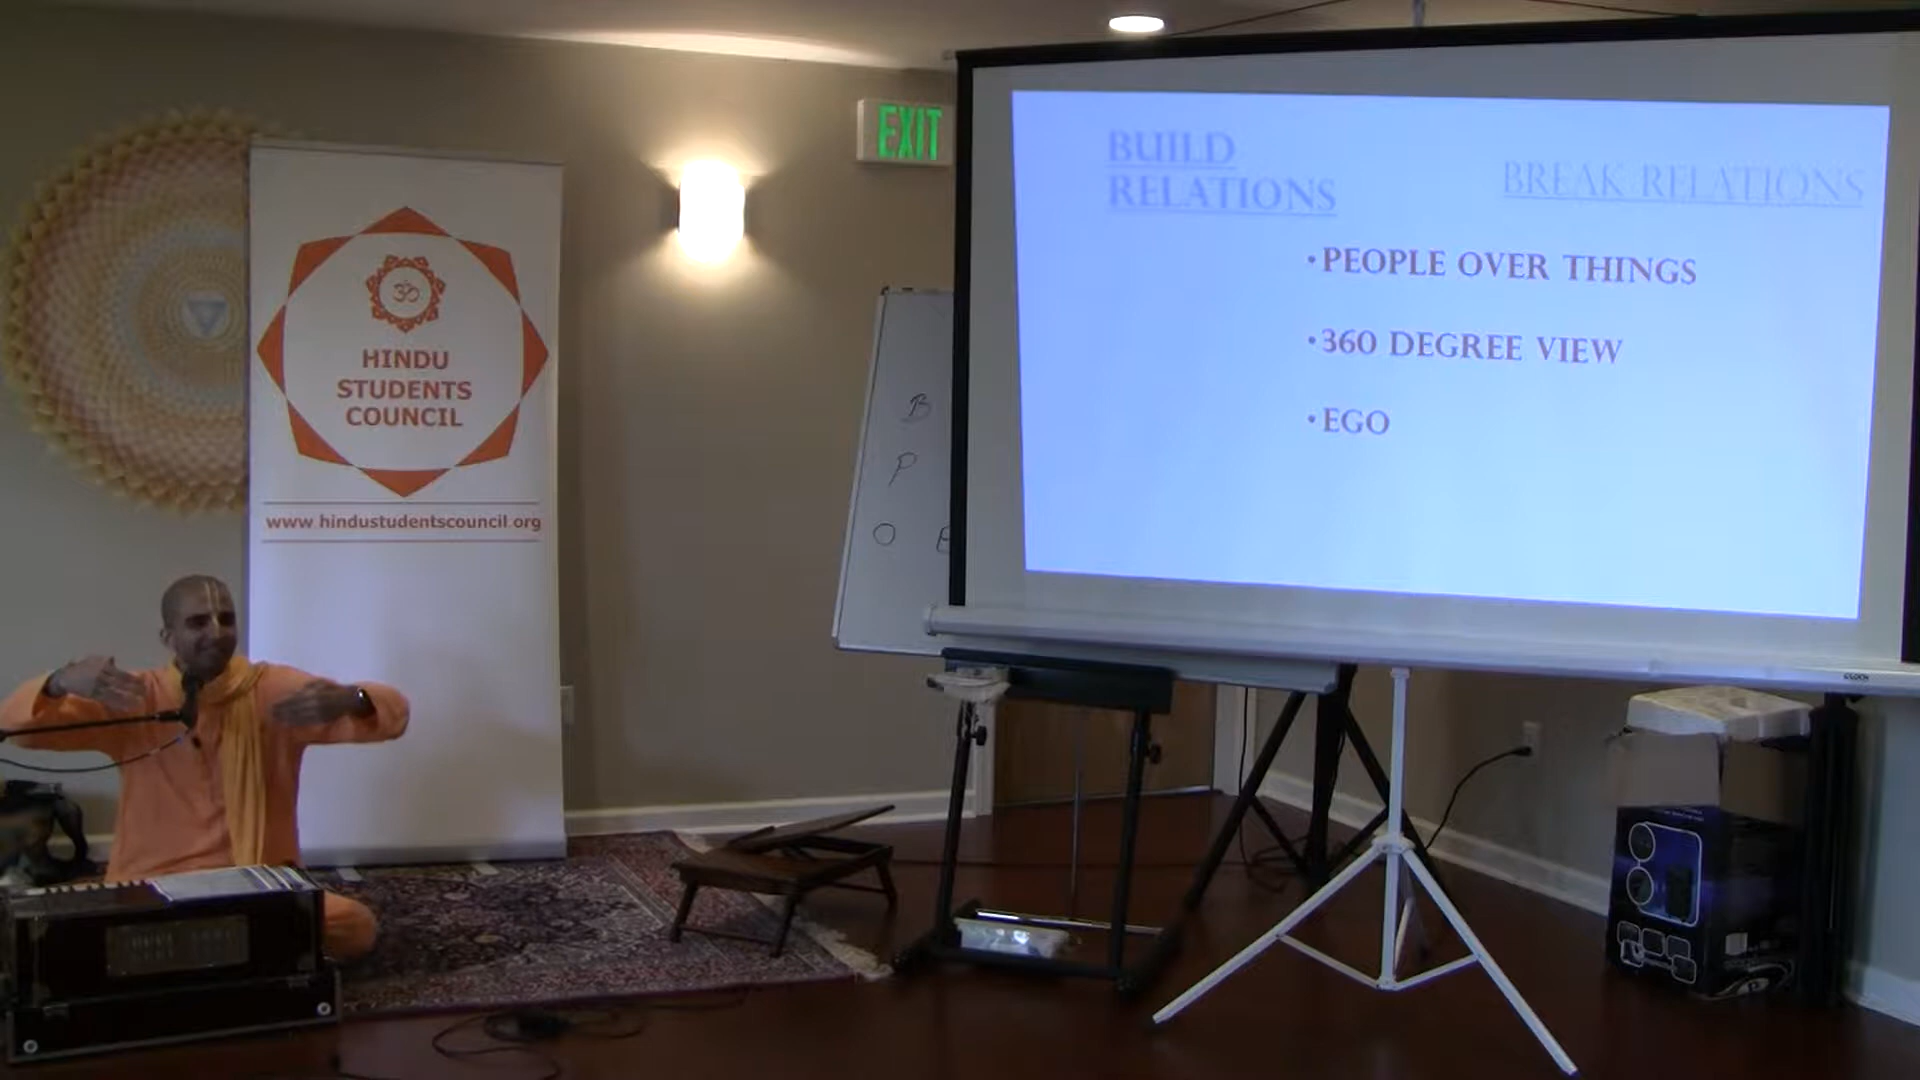 HINDU
STUDENTS
COUNCIL
www.hindustudentscouncil.org
EXIT
B
P
O
BUILD
RELATIONS
BREAK RELATIONS
•PEOPLE OVER THINGS
•360 DEGREE VIEW
•EGO